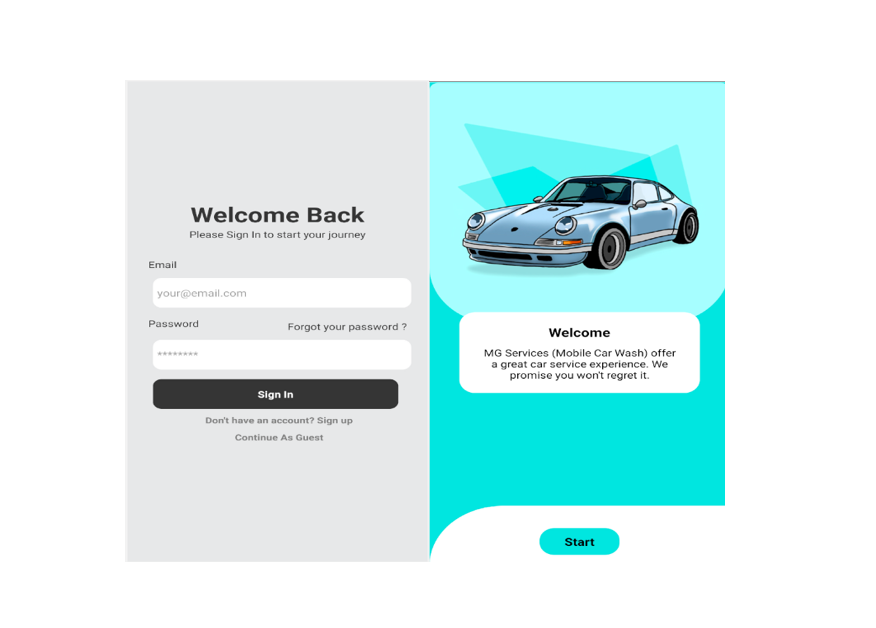 Welcome Back
Please Sign In to start your journey
Email
your@email.com
Password
Forgot your password ?
********
Sign In
Don't have an account? Sign up
Continue As Guest
Welcome
MG Services (Mobile Car Wash) offer
a great car service experience. We
promise you won't regret it.
Start